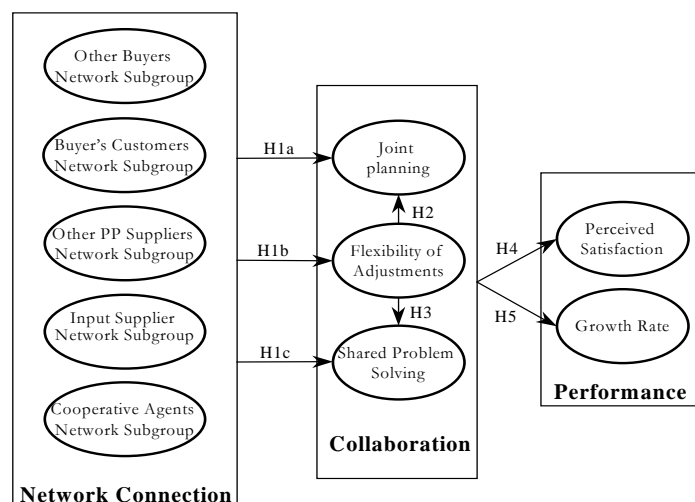 Other Buyers
Network Subgroup
Buyer's Customers
Network Subgroup
Other PP Suppliers
Network Subgroup
Input Supplier
Network Subgroup
Cooperative Agents
Network Subgroup
Network Connection
H1a
H1b
H1c
Joint
planning
H2
Flexibility of
Adjustments
H3
Shared Problem
Solving
Collaboration
H4
H5
Perceived
Satisfaction
Growth Rate
Performance